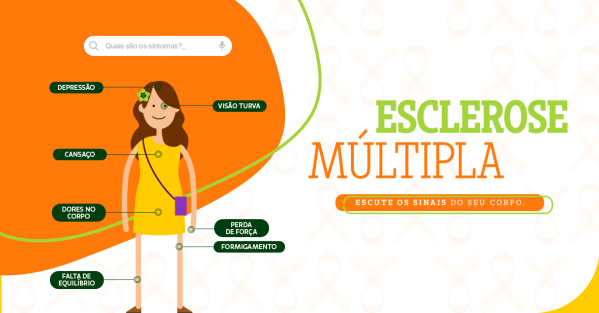 Quais são os sintomas?_
DEPRESSÃO
VISÃO TURVA
CANSAÇO
DORES NO
CORPO
PERDA
DE FORÇA
FORMIGAMENTO
FALTA DE
EQUILÍBRIO
ESCLEROSE
MÚLTIPLA
ESCUTE OS SINAIS DO SEU CORPO.